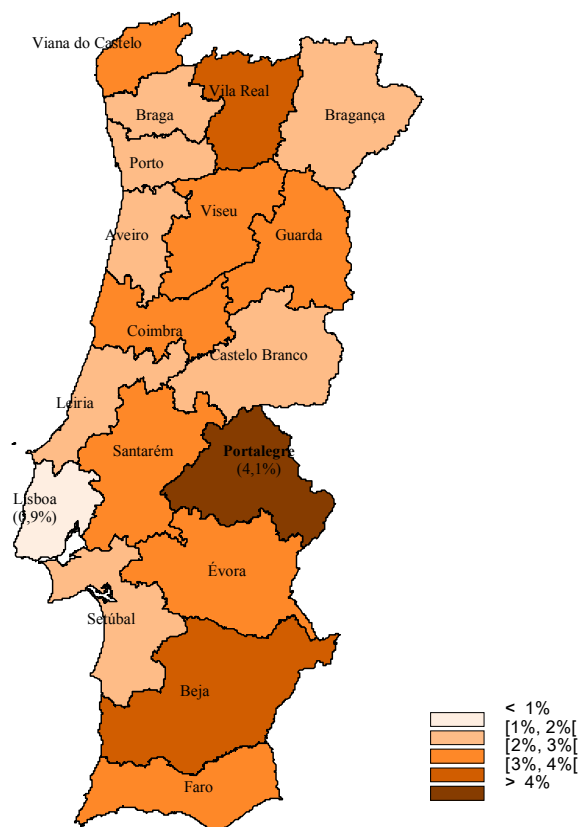 Viana do Castelo
Vila Real
Bragança
Braga
Porto
Viseu
Aveiro
Guarda
Coimbra
Castelo Branco
Leiria
Santarém
Portalegre
(4,1%)
Lisboa
(0,9%)
Évora
Setúbal
Beja
Faro
< 1%
[1%, 2%[
[2%, 3%[
[3%, 4%[
> 4%